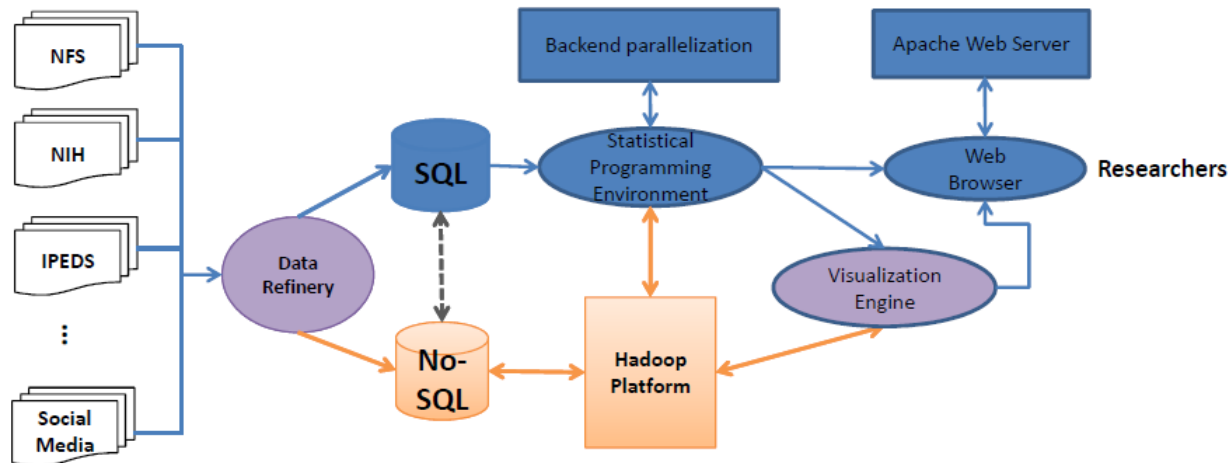 NFS
NIH
IPEDS
...
Social
Media
Data
Refinery
SQL
No-
SQL
Backend parallelization
Statistical
Programming
Environment
Hadoop
Platform
Apache Web Server
Web
Browser
Researchers
Visualization
Engine